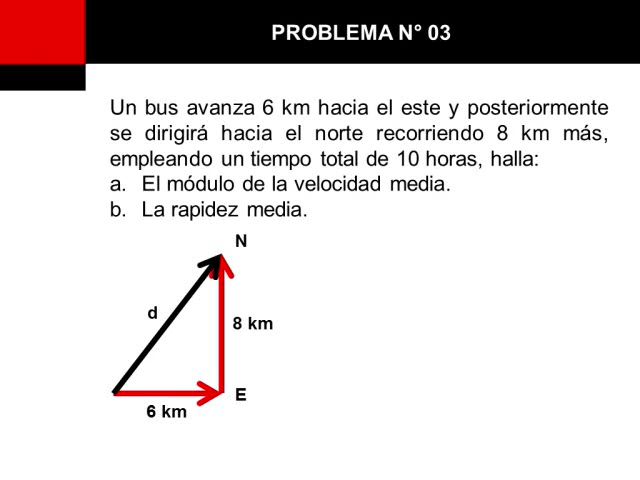 PROBLEMA N° 03
Un bus avanza 6 km hacia el este y posteriormente
se dirigirá hacia el norte recorriendo 8 km más,
empleando un tiempo total de 10 horas, halla:
a. El módulo de la velocidad media.
b. La rapidez media.
N
d
8 km
E
6 km